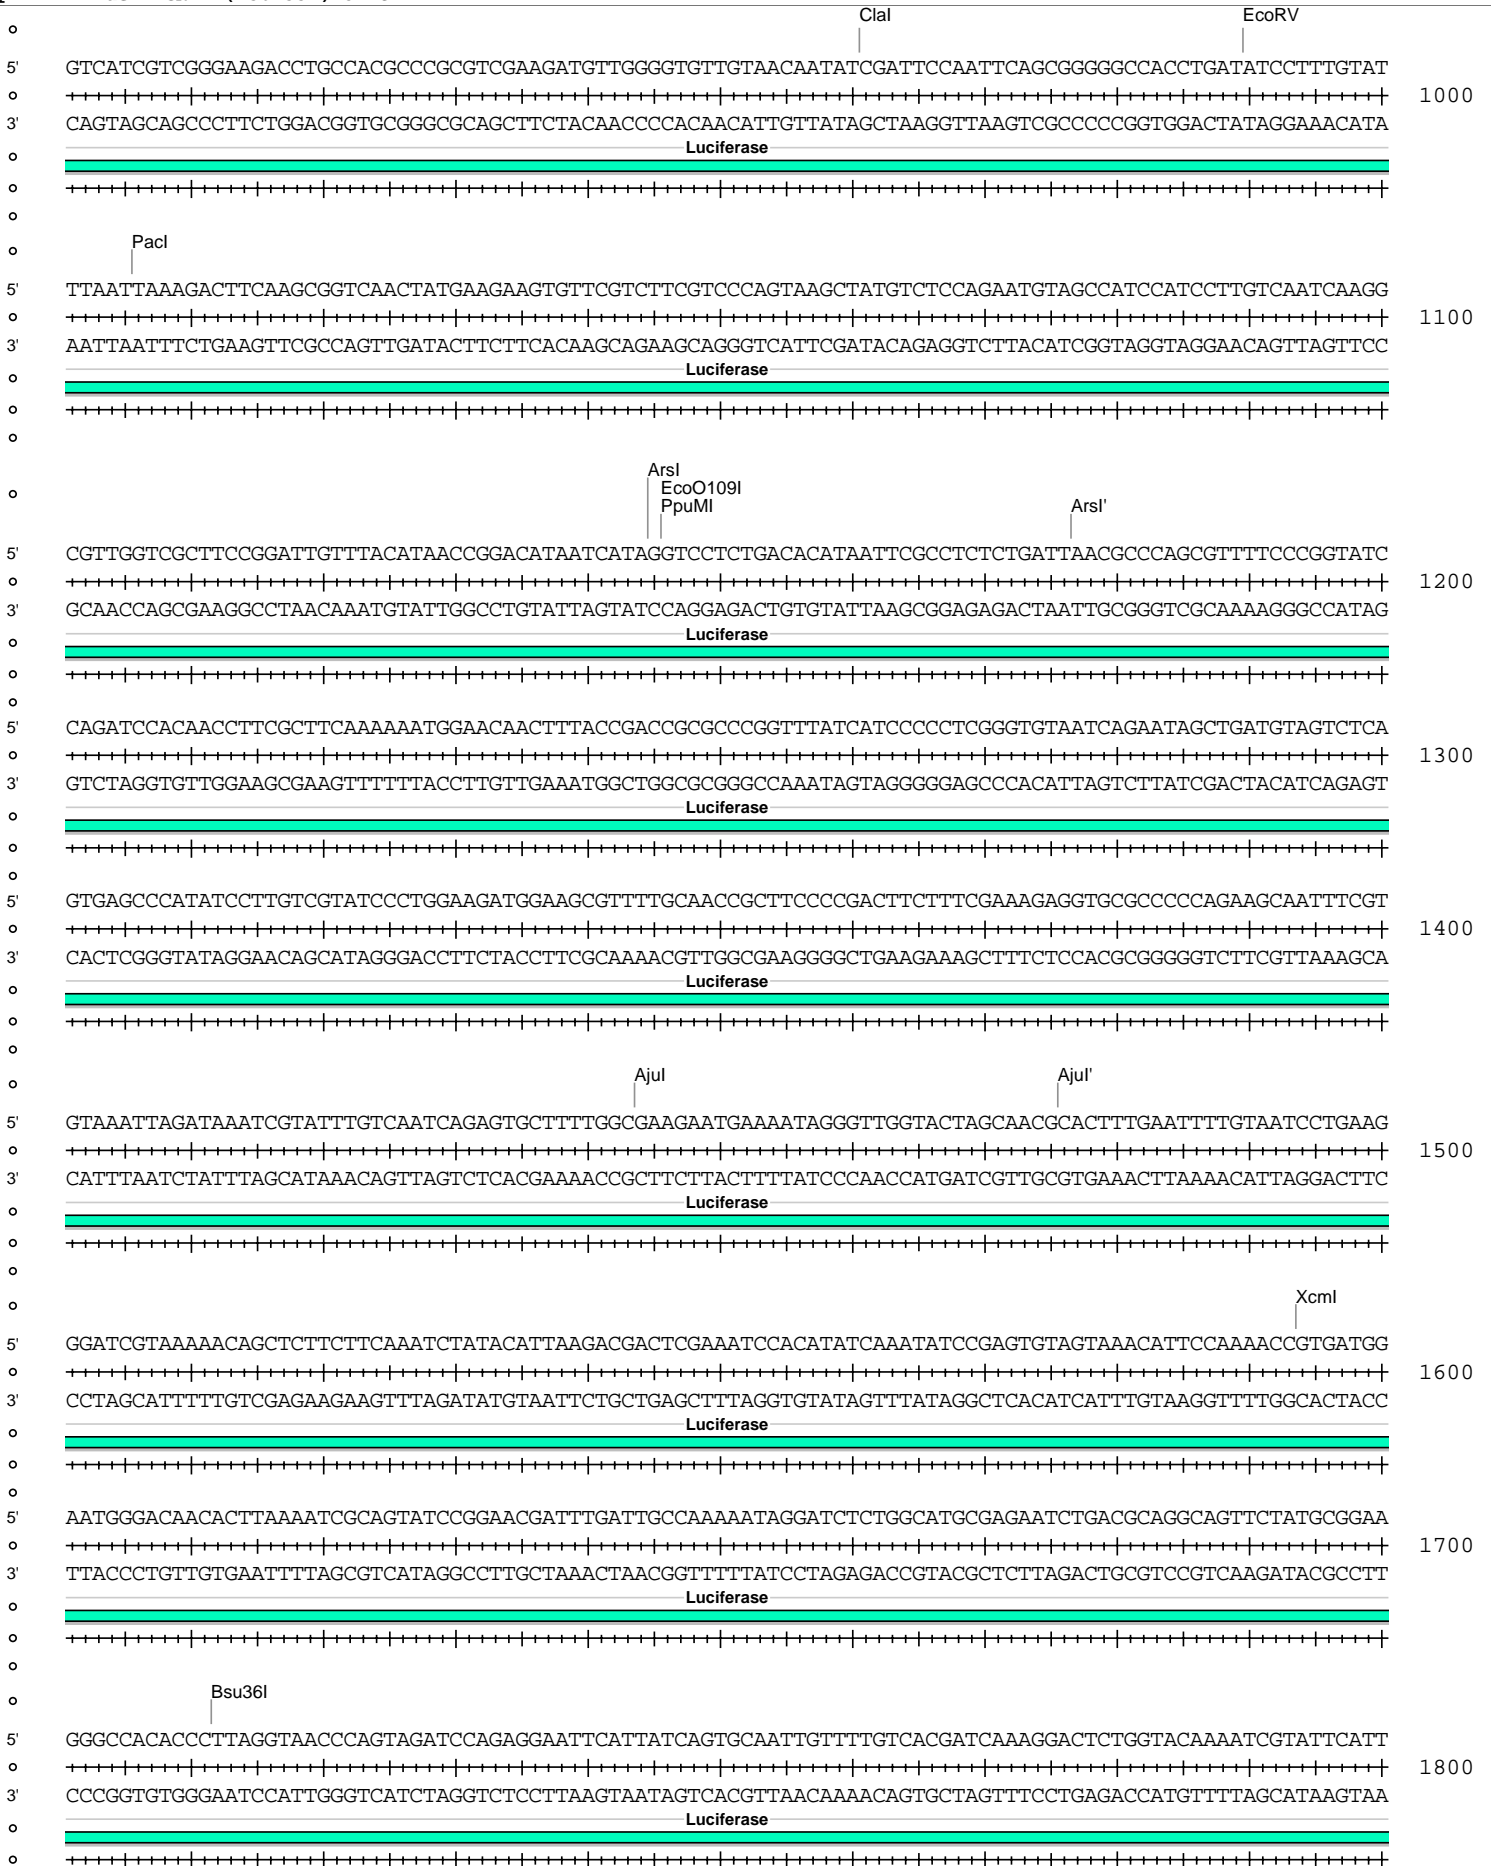 ClaI EcoRV
5' GTCATCGTCGGGAAGACCTGCCACGCCCGCGTCGAAGATGTTGGGGTGTTGTAACAATATCGATTCCAATTCAGCGGGGGCCACCTGATATCCTTTGTAT
1000
3' CAGTAGCAGCCCTTCTGGACGGTGCGGGCGCAGCTTCTACAACCCCACAACATTGTTATAGCTAAGGTTAAGTCGCCCCCGGTGGACTATAGGAAACATA
Luciferase
PacI
5' TTAATTAAAGACTTCAAGCGGTCAACTATGAAGAAGTGTTCGTCTTCGTCCCAGTAAGCTATGTCTCCAGAATGTAGCCATCCATCCTTGTCAATCAAGG
1100
3' AATTAATTTCTGAAGTTCGCCAGTTGATACTTCTTCACAAGCAGAAGCAGGGTCATTCGATACAGAGGTCTTACATCGGTAGGTAGGAACAGTTAGTTCC
Luciferase
ArsI
EcoO109I
PpuMI ArsI'
5' CGTTGGTCGCTTCCGGATTGTTTACATAACCGGACATAATCATAGGTCCTCTGACACATAATTCGCCTCTCTGATTAACGCCCAGCGTTTTCCCGGTATC
1200
3' GCAACCAGCGAAGGCCTAACAAATGTATTGGCCTGTATTAGTATCCAGGAGACTGTGTATTAAGCGGAGAGACTAATTGCGGGTCGCAAAAGGGCCATAG
Luciferase
5' CAGATCCACAACCTTCGCTTCAAAAAATGGAACAACTTTACCGACCGCGCCCGGTTTATCATCCCCCTCGGGTGTAATCAGAATAGCTGATGTAGTCTCA
1300
3' GTCTAGGTGTTGGAAGCGAAGTTTTTTACCTTGTTGAAATGGCTGGCGCGGGCCAAATAGTAGGGGGAGCCCACATTAGTCTTATCGACTACATCAGAGT
Luciferase
5' GTGAGCCCATATCCTTGTCGTATCCCTGGAAGATGGAAGCGTTTTGCAACCGCTTCCCCGACTTCTTTCGAAAGAGGTGCGCCCCCAGAAGCAATTTCGT
1400
3' CACTCGGGTATAGGAACAGCATAGGGACCTTCTACCTTCGCAAAACGTTGGCGAAGGGGCTGAAGAAAGCTTTCTCCACGCGGGGGTCTTCGTTAAAGCA
Luciferase
AjuI AjuI'
5' GTAAATTAGATAAATCGTATTTGTCAATCAGAGTGCTTTTGGCGAAGAATGAAAATAGGGTTGGTACTAGCAACGCACTTTGAATTTTGTAATCCTGAAG
1500
3' CATTTAATCTATTTAGCATAAACAGTTAGTCTCACGAAAACCGCTTCTTACTTTTATCCCAACCATGATCGTTGCGTGAAACTTAAAACATTAGGACTTC
Luciferase
XcmI
5' GGATCGTAAAAACAGCTCTTCTTCAAATCTATACATTAAGACGACTCGAAATCCACATATCAAATATCCGAGTGTAGTAAACATTCCAAAACCGTGATGG
1600
3' CCTAGCATTTTTGTCGAGAAGAAGTTTAGATATGTAATTCTGCTGAGCTTTAGGTGTATAGTTTATAGGCTCACATCATTTGTAAGGTTTTGGCACTACC
Luciferase
5' AATGGGACAACACTTAAAATCGCAGTATCCGGAACGATTTGATTGCCAAAAATAGGATCTCTGGCATGCGAGAATCTGACGCAGGCAGTTCTATGCGGAA
1700
3' TTACCCTGTTGTGAATTTTAGCGTCATAGGCCTTGCTAAACTAACGGTTTTTATCCTAGAGACCGTACGCTCTTAGACTGCGTCCGTCAAGATACGCCTT
Luciferase
Bsu36I
5' GGGCCACACCCTTAGGTAACCCAGTAGATCCAGAGGAATTCATTATCAGTGCAATTGTTTTGTCACGATCAAAGGACTCTGGTACAAAATCGTATTCATT
1800
3' CCCGGTGTGGGAATCCATTGGGTCATCTAGGTCTCCTTAAGTAATAGTCACGTTAACAAAACAGTGCTAGTTTCCTGAGACCATGTTTTAGCATAAGTAA
Luciferase